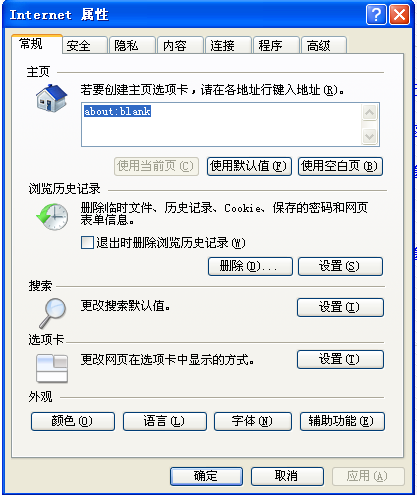 Internet 属性
常规 安全 隐私 内容 连接 程序 高级
主页
若要创建主页选项卡，请在各地址行键入地址(R)。
about:blank
使用当前页(C) 使用默认值(F) 使用空白页(B)
浏览历史记录
删除临时文件、历史记录、Cookie、保存的密码和网页
表单信息。
退出时删除浏览历史记录(W)
删除(D)... 设置(S)
搜索
更改搜索默认值。 设置(I)
选项卡
更改网页在选项卡中显示的方式。 设置(T)
外观
颜色(O) 语言(L) 字体(N) 辅助功能(E)
确定 取消 应用(A)